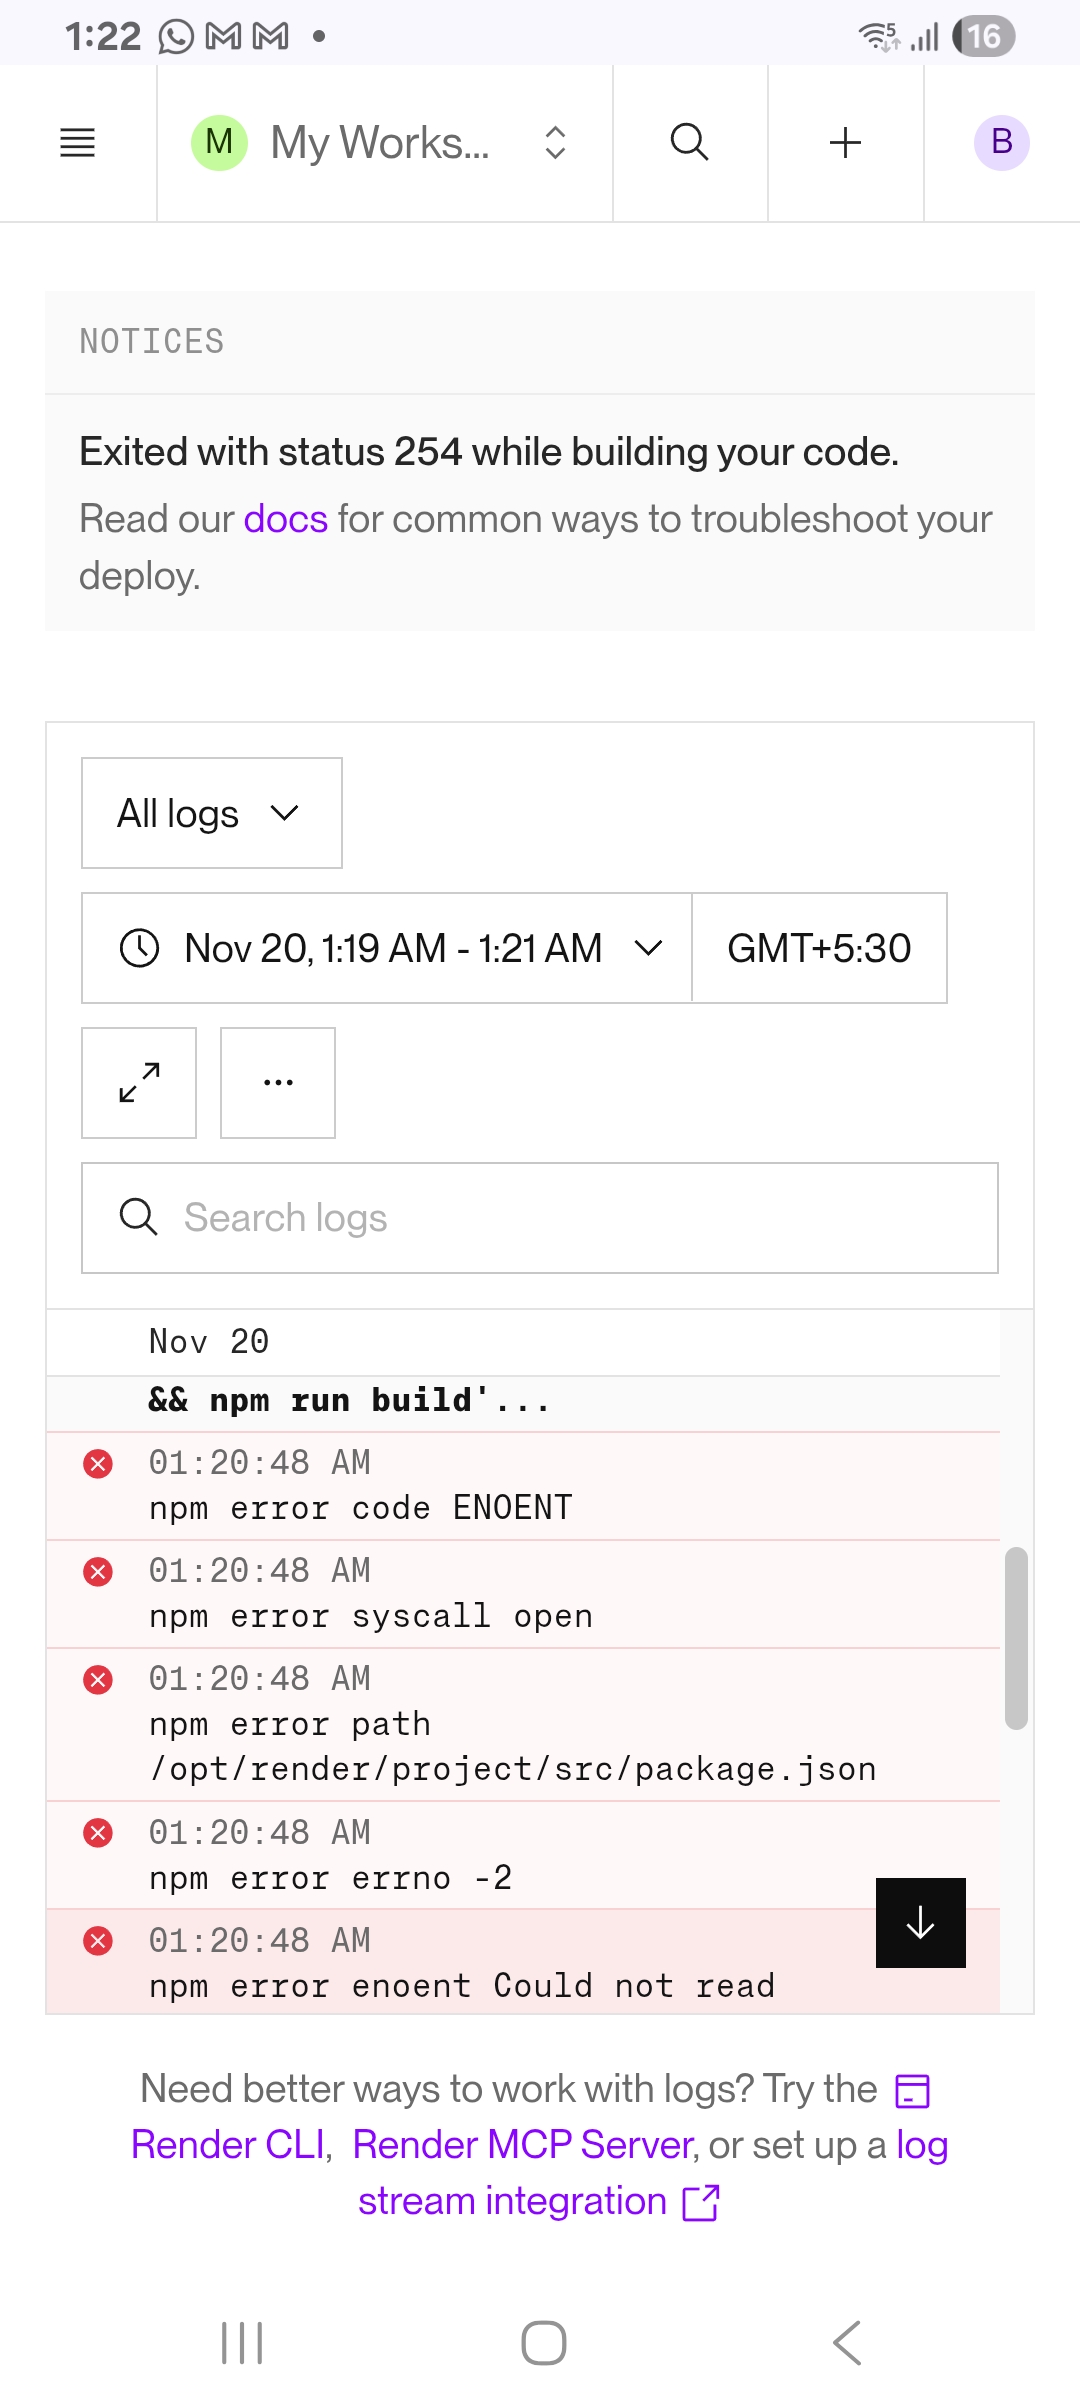 1:22 5 16
M My Works... B
NOTICES
Exited with status 254 while building your code.
Read our docs for common ways to troubleshoot your
deploy.
All logs
Nov 20, 1:19 AM - 1:21 AM GMT+5:30
...
Search logs
Nov 20
&& npm run build'...
01:20:48 AM
npm error code ENOENT
01:20:48 AM
npm error syscall open
01:20:48 AM
npm error path
/opt/render/project/src/package.json
01:20:48 AM
npm error errno -2
01:20:48 AM
npm error enoent Could not read
Need better ways to work with logs? Try the
Render CLI, Render MCP Server, or set up a log
stream integration